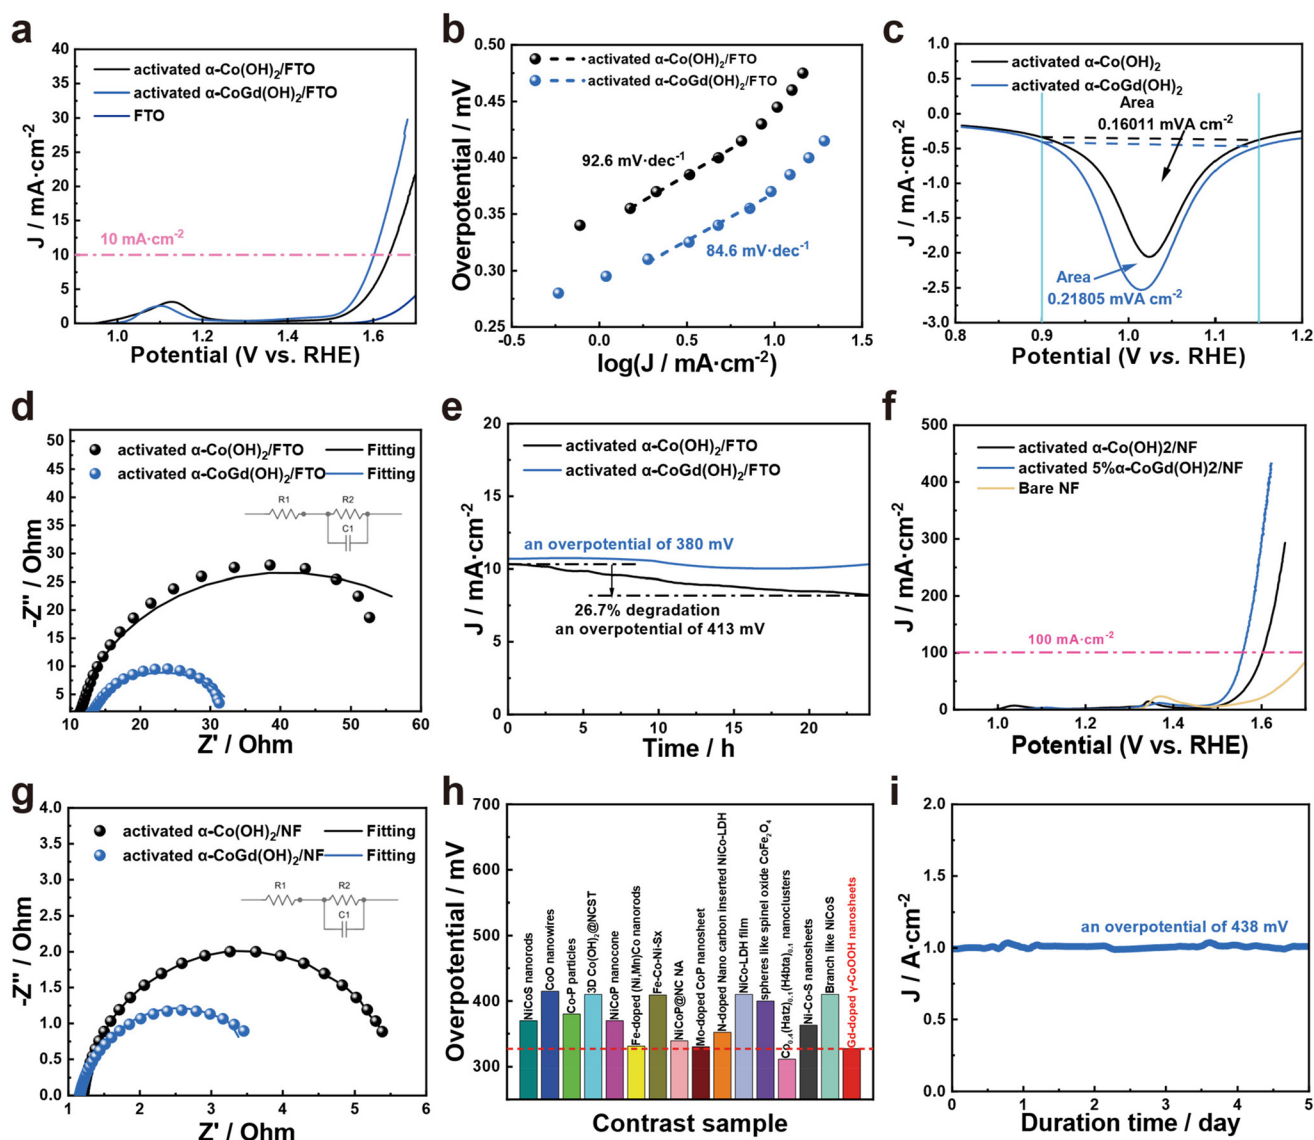 a
40
35
30
25
20
15
10
5
0
J / mA·cm⁻²
activated α-Co(OH)₂/FTO
activated α-CoGd(OH)₂/FTO
FTO
10 mA·cm⁻²
1.0 1.2 1.4 1.6
Potential (V vs. RHE)
b
0.50
0.45
0.40
0.35
0.30
0.25
Overpotential / mV
activated α-Co(OH)₂/FTO
activated α-CoGd(OH)₂/FTO
92.6 mV·dec⁻¹
84.6 mV·dec⁻¹
-0.5 0.0 0.5 1.0 1.5
log(J / mA·cm⁻²)
c
1.0
0.5
0.0
-0.5
-1.0
-1.5
-2.0
-2.5
-3.0
J / mA·cm⁻²
activated α-Co(OH)₂
activated α-CoGd(OH)₂
Area
0.16011 mVA cm⁻²
Area
0.21805 mVA cm⁻²
0.8 0.9 1.0 1.1 1.2
Potential (V vs. RHE)
d
50
45
40
35
30
25
20
15
10
5
-Z'' / Ohm
activated α-Co(OH)₂/FTO Fitting
activated α-CoGd(OH)₂/FTO Fitting
R1 R2
C1
10 20 30 40 50 60
Z' / Ohm
e
20
15
10
5
0
J / mA·cm⁻²
activated α-Co(OH)₂/FTO
activated α-CoGd(OH)₂/FTO
an overpotential of 380 mV
26.7% degradation
an overpotential of 413 mV
0 5 10 15 20
Time / h
f
500
400
300
200
100
0
J / mA·cm⁻²
activated α-Co(OH)2/NF
activated 5%α-CoGd(OH)2/NF
Bare NF
100 mA·cm⁻²
1.0 1.2 1.4 1.6
Potential (V vs. RHE)
g
4.0
3.5
3.0
2.5
2.0
1.5
1.0
0.5
0.0
-Z'' / Ohm
activated α-Co(OH)₂/NF Fitting
activated α-CoGd(OH)₂/NF Fitting
R1 R2
C1
1 2 3 4 5 6
Z' / Ohm
h
700
600
500
400
300
Overpotential / mV
NiCoS nanorods
CoO nanowires
Co-P particles
3D Co(OH)₂@NCST
NiCoP nanocone
Fe-doped (Ni,Mn)Co nanorods
Fe-Co-Ni-Sx
NiCoP@NC NA
Mo-doped CoP nanosheet
N-doped Nano carbon inserted NiCo-LDH
NiCo-LDH film
spheres like spinel oxide CoFe₂O₄
Co₀.₄(Hatz)₀.₁(H4bta)₀.₁ nanoclusters
Ni-Co-S nanosheets
Branch like NiCoS
Gd-doped γ-CoOOH nanosheets
Contrast sample
i
2.0
1.5
1.0
0.5
0.0
J / A·cm⁻²
an overpotential of 438 mV
0 1 2 3 4 5
Duration time / day